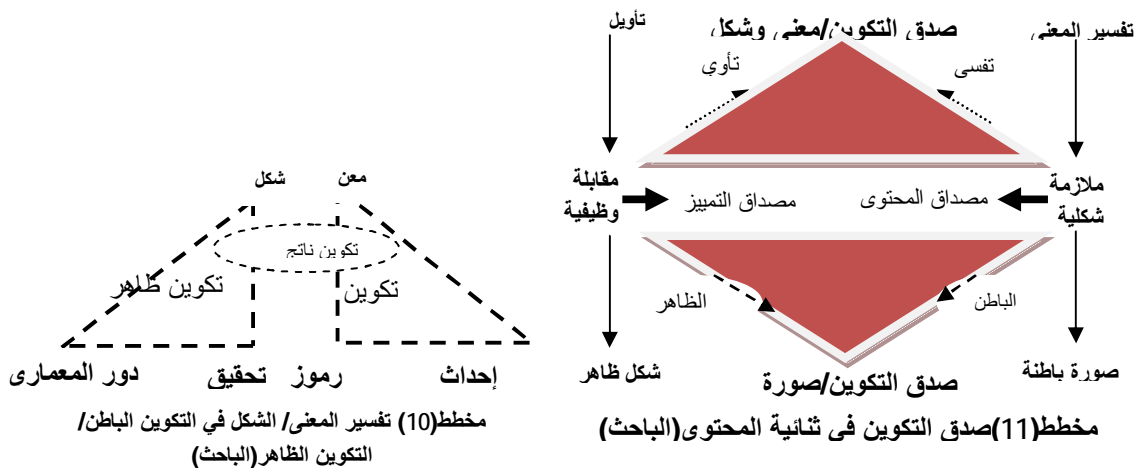 تفسير المعنى
صدق التكوين/معنى وشكل
تأويل
تفسى
تأوي
ملازمة
شكلية
مصداق المحتوى
مصداق التمييز
مقابلة
وظيفية
الباطن
الظاهر
صورة باطنة
صدق التكوين/صورة
شكل ظاهر
مخطط(11)صدق التكوين فى ثنائية المحتوى(الباحث)
معن
شكل
تكوين ناتج
تكوين
تكوين ظاهر
إحداث
رموز
تحقيق
دور المعمارى
مخطط(10) تفسير المعنى/ الشكل في التكوين الباطن/
التكوين الظاهر(الباحث)